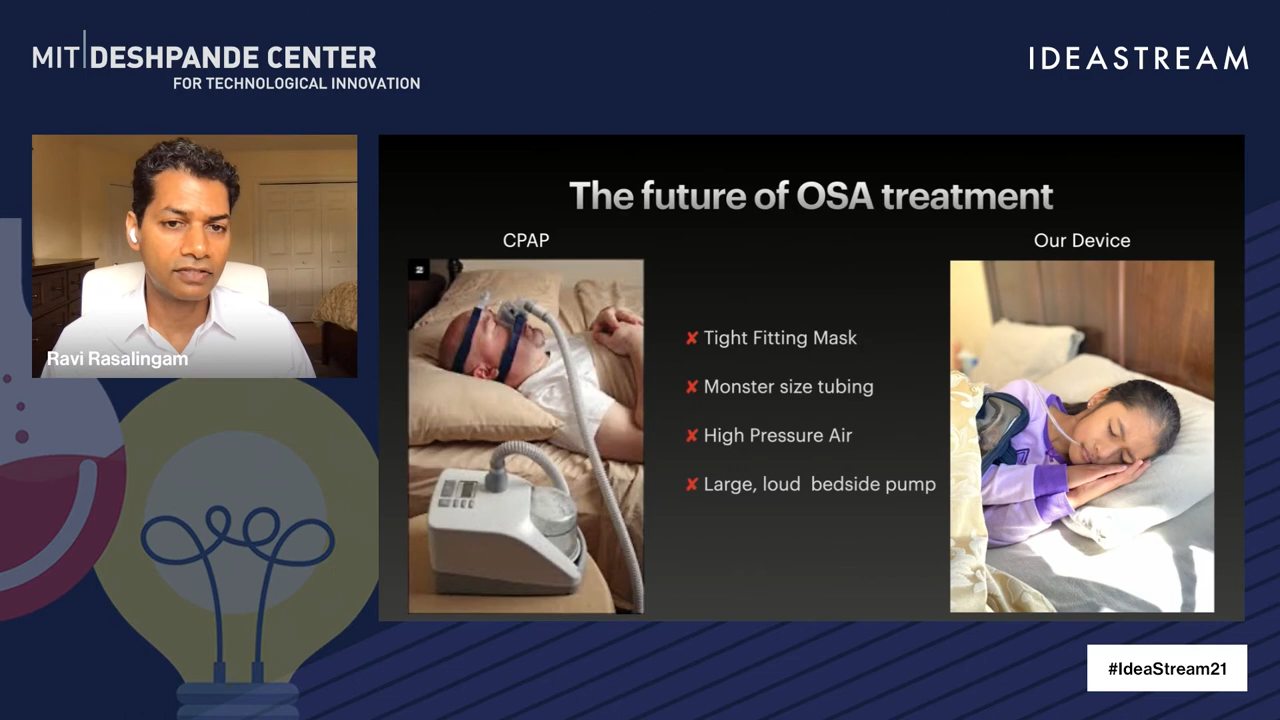 MIT DESHPANDE CENTER
FOR TECHNOLOGICAL INNOVATION
IDEASTREAM
Ravi Rasalingam
The future of OSA treatment
CPAP
Our Device
✘ Tight Fitting Mask
✘ Monster size tubing
✘ High Pressure Air
✘ Large, loud bedside pump
#IdeaStream21